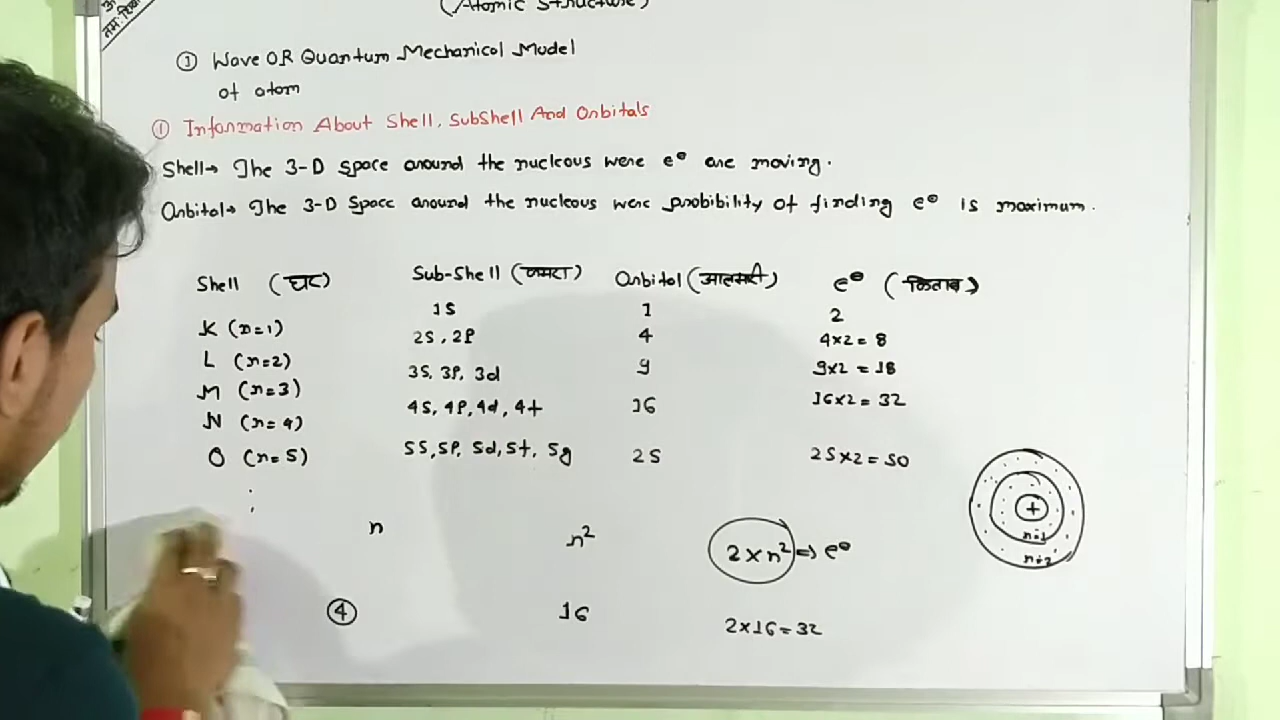 (Atomic Structure)
① Wave OR Quantum Mechanical Model
of atom
① Information About Shell, SubShell And Orbitals
Shell→ The 3-D Space around the nucleous were e⊖ are moving.
Orbital→ The 3-D Space around the nucleous were probibility of finding e⊖ is maximum.
Shell (घर) Sub-Shell (कमरा) Orbital (आलमारी) e⊖ (किताब)
K (n=1) 1s 1 2
L (n=2) 2s, 2p 4 4×2=8
M (n=3) 3s, 3p, 3d 9 9×2=18
N (n=4) 4s, 4p, 4d, 4f 16 16×2=32
O (n=5) 5s, 5p, 5d, 5f, 5g 25 25×2=50
+
n=1
n=2
n n² 2×n² ⇒ e⊖
④ 16 2×16=32